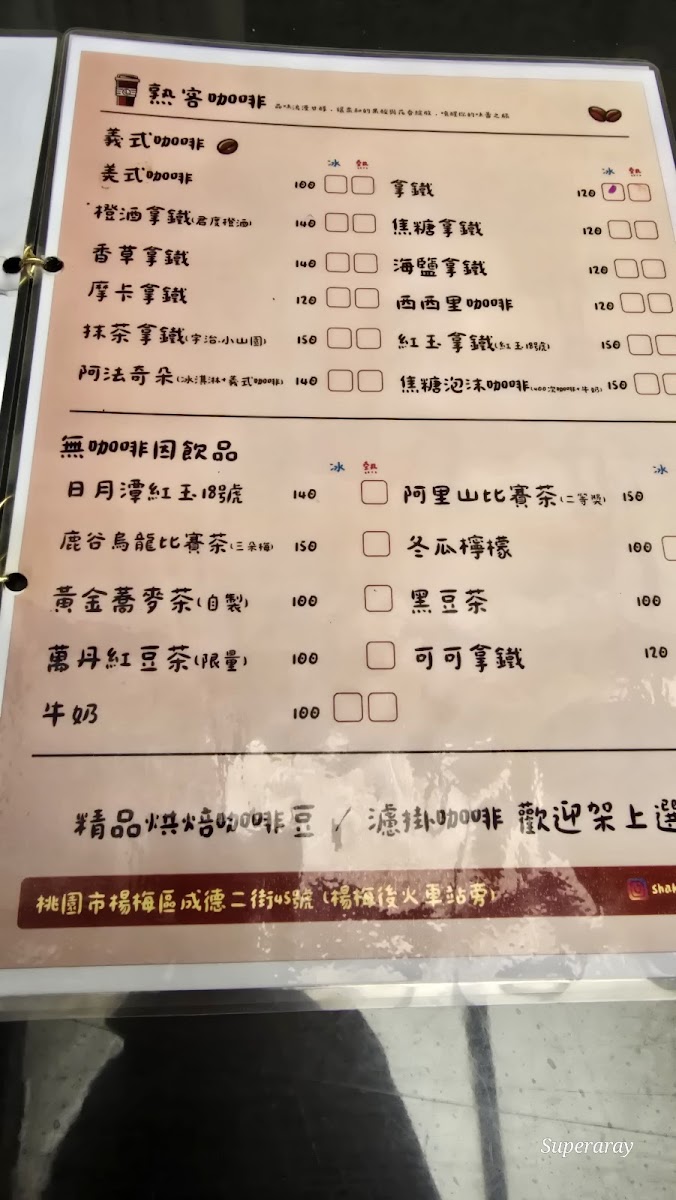 熟客咖啡
義式咖啡
冰 熱 冰 熱
美式咖啡 100 拿鐵 120
橙酒拿鐵(君度橙酒) 140 焦糖拿鐵 120
香草拿鐵 140 海鹽拿鐵 120
摩卡拿鐵 120 西西里咖啡 120
抹茶拿鐵(宇治.小山園) 150 紅玉拿鐵(紅玉18號) 150
阿法奇朵(冰淇淋+義式咖啡) 140 焦糖泡沫咖啡 150
無咖啡因飲品
冰 熱 冰
日月潭紅玉18號 140 阿里山比賽茶(二等獎) 150
鹿谷烏龍比賽茶(三朵梅) 150 冬瓜檸檬 100
黃金蕎麥茶(自製) 100 黑豆茶 100
萬丹紅豆茶(限量) 100 可可拿鐵 120
牛奶 100
精品烘焙咖啡豆 / 濾掛咖啡 歡迎架上選
桃園市楊梅區成德二街45號 (楊梅後火車站旁)
Superaray